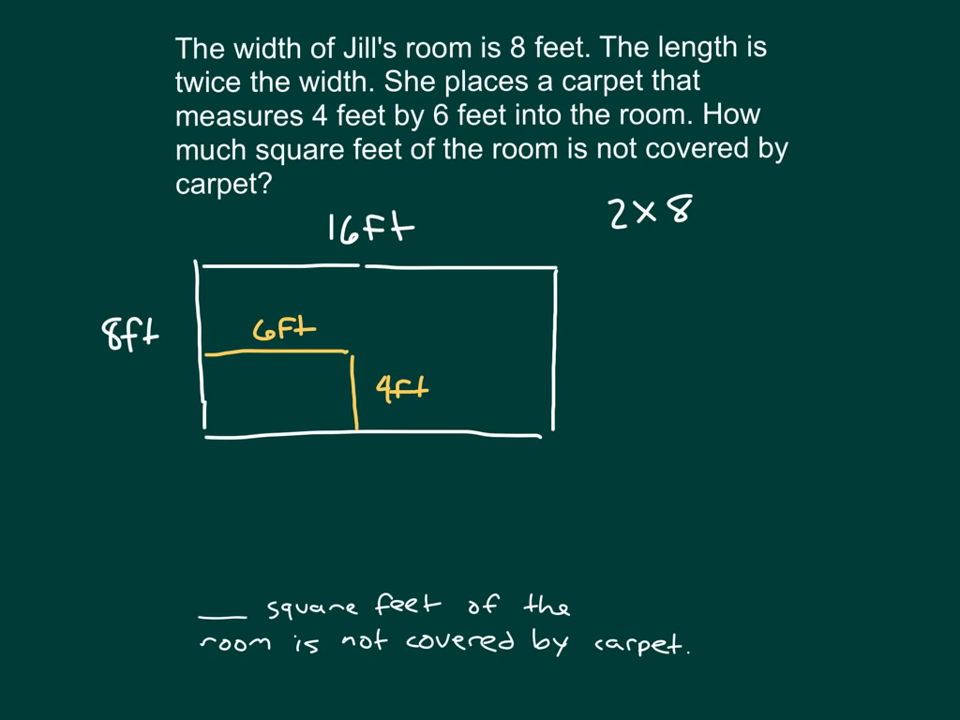 The width of Jill's room is 8 feet. The length is
twice the width. She places a carpet that
measures 4 feet by 6 feet into the room. How
much square feet of the room is not covered by
carpet?
2 x 8
16Ft
8ft
6Ft
4ft
___ square feet of the
room is not covered by carpet.